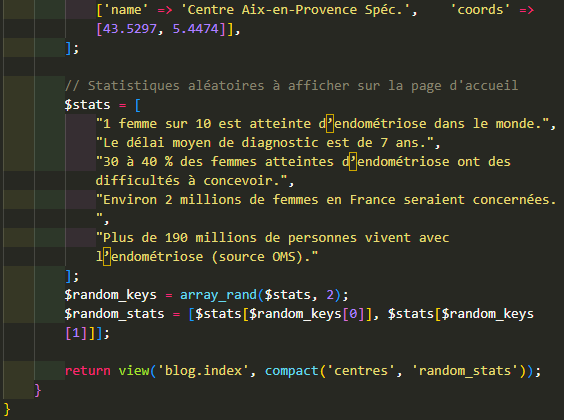 ['name' => 'Centre Aix-en-Provence Spéc.',    'coords' =>
[43.5297, 5.4474]],
];
// Statistiques aléatoires à afficher sur la page d'accueil
$stats = [
"1 femme sur 10 est atteinte d’endométriose dans le monde.",
"Le délai moyen de diagnostic est de 7 ans.",
"30 à 40 % des femmes atteintes d’endométriose ont des
difficultés à concevoir.",
"Environ 2 millions de femmes en France seraient concernées.
",
"Plus de 190 millions de personnes vivent avec
l’endométriose (source OMS)."
];
$random_keys = array_rand($stats, 2);
$random_stats = [$stats[$random_keys[0]], $stats[$random_keys
[1]]];
return view('blog.index', compact('centres', 'random_stats'));
}
}